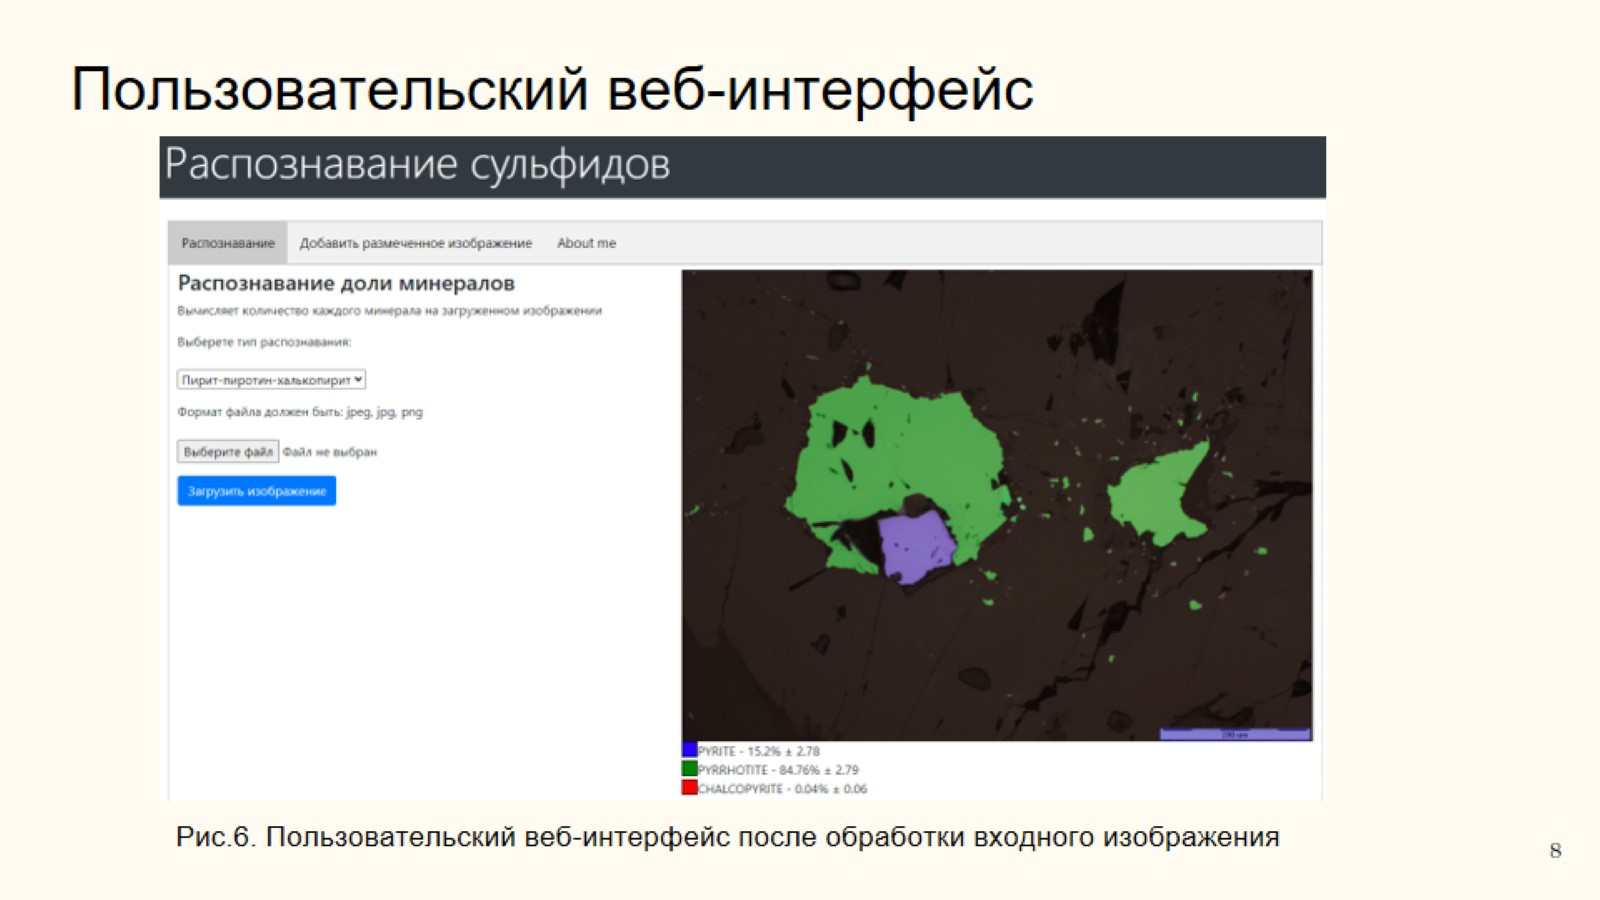 Пользовательский веб-интерфейс
Распознавание сульфидов
Распознавание Добавить размеченное изображение About me
Распознавание доли минералов
Вычисляет количество каждого минерала на загруженном изображении
Выберете тип распознавания:
Пирит-пиротин-халькопирит
Формат файла должен быть: jpeg, jpg, png
Выберите файл Файл не выбран
Загрузить изображение
200 um
PYRITE - 15.2% ± 2.78
PYRRHOTITE - 84.76% ± 2.79
CHALCOPYRITE - 0.04% ± 0.06
Рис.6. Пользовательский веб-интерфейс после обработки входного изображения
8